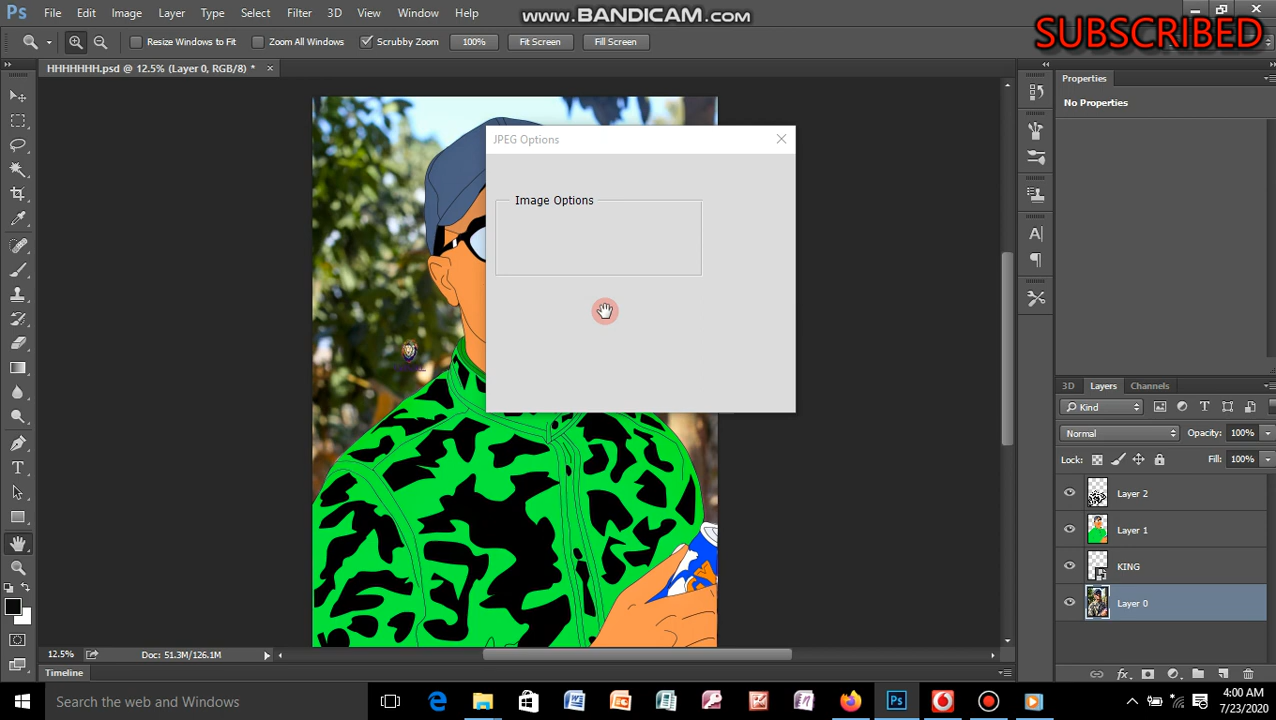 Ps File Edit Image Layer Type Select Filter 3D View Window Help
www.BANDICAM.com
SUBSCRIBED
Resize Windows to Fit Zoom All Windows Scrubby Zoom 100% Fit Screen Fill Screen
HHHHHHH.psd @ 12.5% (Layer 0, RGB/8) *
Properties
No Properties
JPEG Options
Image Options
3D Layers Channels
Kind
Normal Opacity: 100%
Lock: Fill: 100%
Layer 2
Layer 1
KING
Layer 0
12.5% Doc: 51.3M/126.1M
Timeline
Search the web and Windows
4:00 AM
7/23/2020